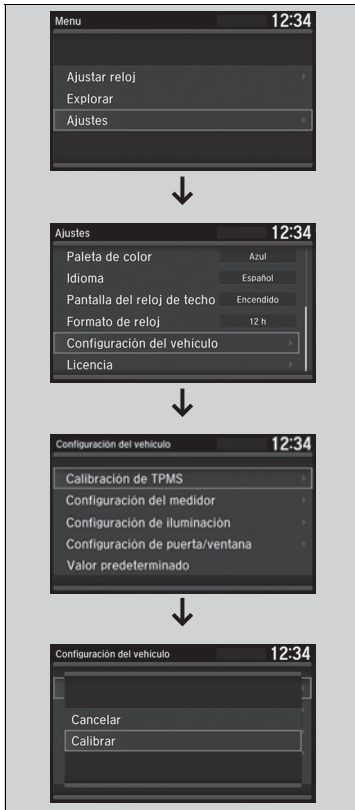 Menu 12:34
Ajustar reloj
Explorar
Ajustes
Ajustes 12:34
Paleta de color Azul
Idioma Español
Pantalla del reloj de techo Encendido
Formato de reloj 12 h
Configuración del vehículo
Licencia
Configuración del vehículo 12:34
Calibración de TPMS
Configuración del medidor
Configuración de iluminación
Configuración de puerta/ventana
Valor predeterminado
Configuración del vehículo 12:34
Cancelar
Calibrar